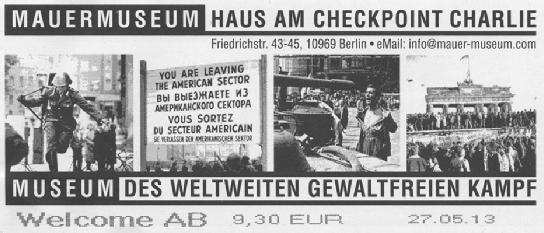 MAUERMUSEUM HAUS AM CHECKPOINT CHARLIE
Friedrichstr. 43-45, 10969 Berlin • eMail: info@mauer-museum.com
YOU ARE LEAVING
THE AMERICAN SECTOR
ВЫ ВЫЕЗЖАЕТЕ ИЗ
АМЕРИКАНСКОГО СЕКТОРА
VOUS SORTEZ
DU SECTEUR AMERICAIN
SIE VERLASSEN DEN AMERIKANISCHEN SEKTOR
MUSEUM DES WELTWEITEN GEWALTFREIEN KAMPF
Welcome AB 9,30 EUR 27.05.13